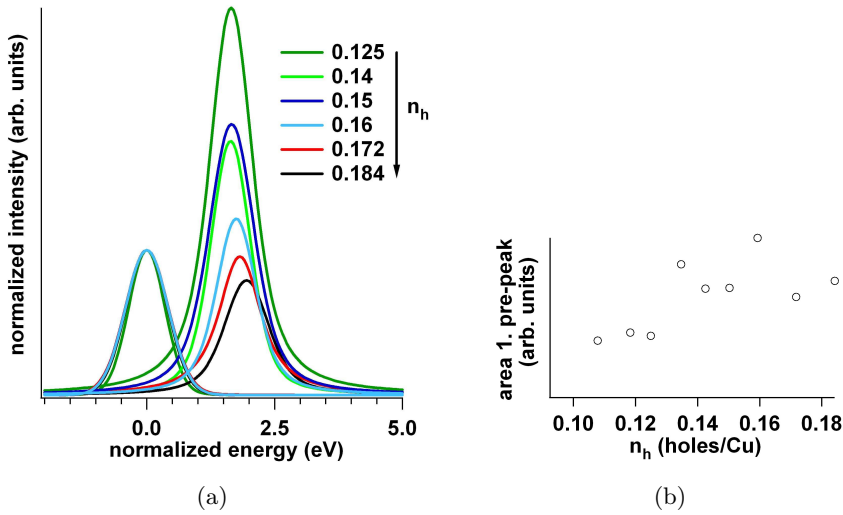 normalized intensity (arb. units)
0.125
0.14
0.15
0.16
0.172
0.184
nh
0.0
2.5
5.0
normalized energy (eV)
(a)
area 1. pre-peak
(arb. units)
0.10
0.12
0.14
0.16
0.18
nh (holes/Cu)
(b)